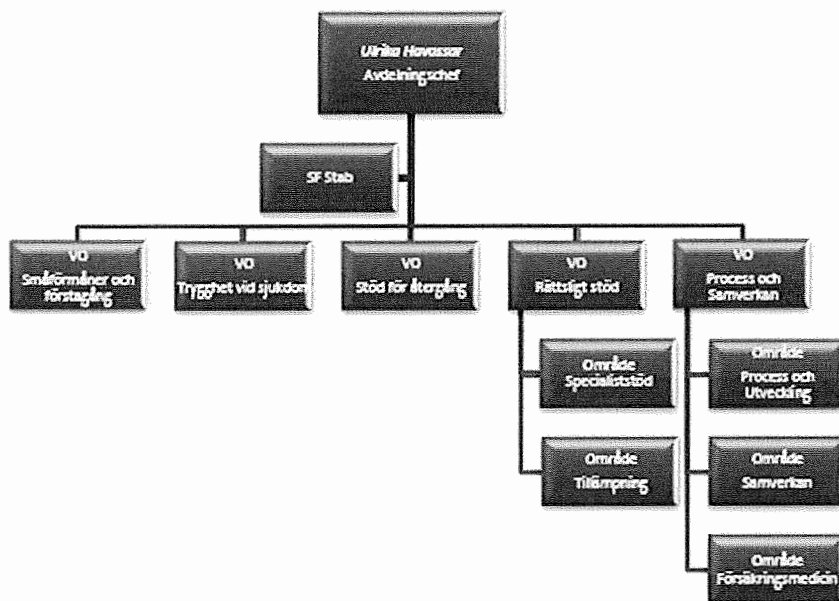 Ulrika Havossar
Avdelningschef
SF Stab
VO
Småförmåner och
förstagång
VO
Trygghet vid sjukdom
VO
Stöd för återgång
VO
Rättsligt stöd
VO
Process och
Samverkan
Område
Specialiststöd
Område
Process och
Utveckling
Område
Tillämpning
Område
Samverkan
Område
Försäkringsmedicin